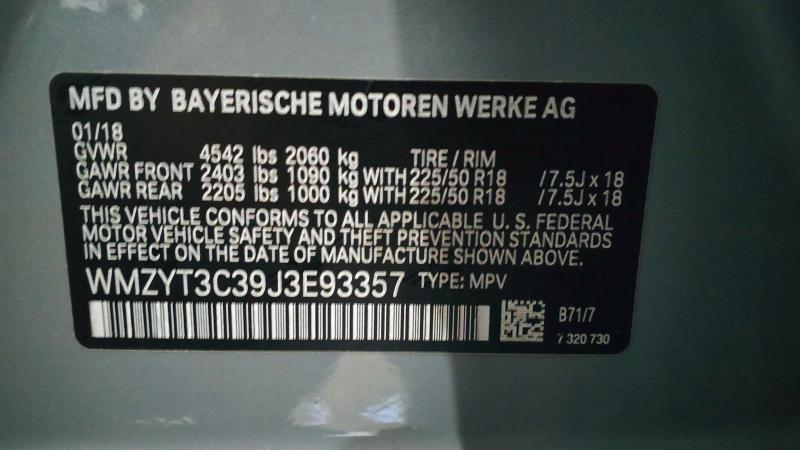 MFD BY BAYERISCHE MOTOREN WERKE AG
01/18
GVWR 4542 lbs 2060 kg TIRE / RIM
GAWR FRONT 2403 lbs 1090 kg WITH 225/50 R18 / 7.5J x 18
GAWR REAR 2205 lbs 1000 kg WITH 225/50 R18 / 7.5J x 18
THIS VEHICLE CONFORMS TO ALL APPLICABLE U. S. FEDERAL
MOTOR VEHICLE SAFETY AND THEFT PREVENTION STANDARDS
IN EFFECT ON THE DATE OF MANUFACTURE SHOWN ABOVE.
WMZYT3C39J3E93357 TYPE: MPV
B71/7
7 320 730